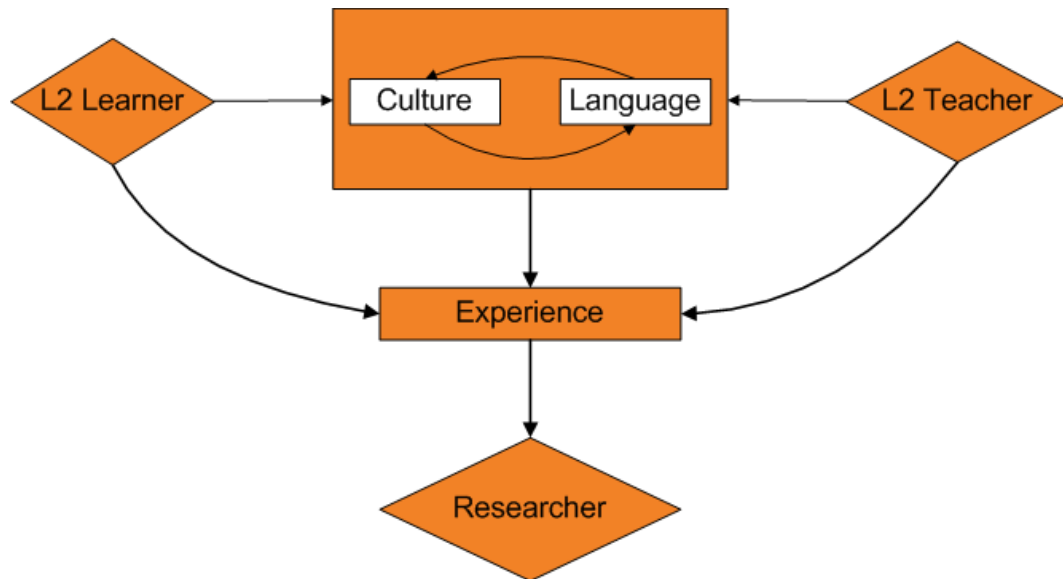 L2 Learner
Culture
Language
L2 Teacher
Experience
Researcher